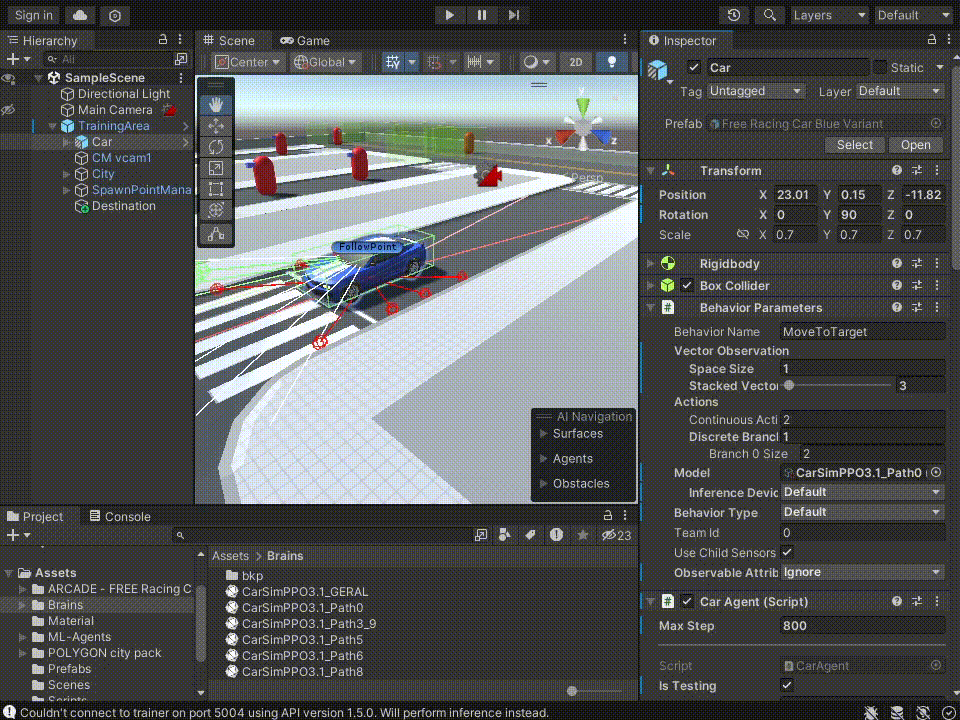 Sign in
Layers
Default
Hierarchy
All
SampleScene
Directional Light
Main Camera
TrainingArea
Car
CM vcam1
City
SpawnPointMana
Destination
Scene
Game
Center
Global
2D
y
Persp
FollowPoint
AI Navigation
Surfaces
Agents
Obstacles
Inspector
Car
Static
Tag Untagged Layer Default
Prefab Free Racing Car Blue Variant
Select Open
Transform
Position X 23.01 Y 0.15 Z -11.82
Rotation X 0 Y 90 Z 0
Scale X 0.7 Y 0.7 Z 0.7
Rigidbody
Box Collider
Behavior Parameters
Behavior Name MoveToTarget
Vector Observation
Space Size 1
Stacked Vector 3
Actions
Continuous Acti 2
Discrete Branch 1
Branch 0 Size 2
Model CarSimPPO3.1_Path0 (
Inference Devic Default
Behavior Type Default
Team Id 0
Use Child Sensors
Observable Attrib Ignore
Car Agent (Script)
Max Step 800
Script CarAgent
Is Testing
Project
Console
23
Assets
ARCADE - FREE Racing C
Brains
Material
ML-Agents
POLYGON city pack
Prefabs
Scenes
Scripts
Assets > Brains
bkp
CarSimPPO3.1_GERAL
CarSimPPO3.1_Path0
CarSimPPO3.1_Path3_9
CarSimPPO3.1_Path5
CarSimPPO3.1_Path6
CarSimPPO3.1_Path8
Couldn't connect to trainer on port 5004 using API version 1.5.0. Will perform inference instead.